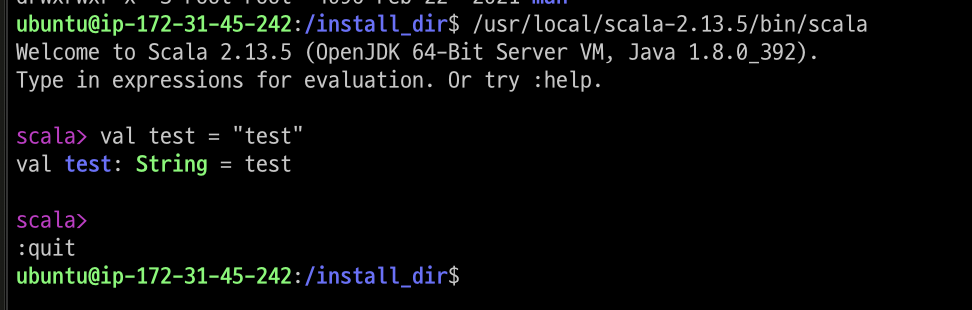 ubuntu@ip-172-31-45-242:/install_dir$ /usr/local/scala-2.13.5/bin/scala
Welcome to Scala 2.13.5 (OpenJDK 64-Bit Server VM, Java 1.8.0_392).
Type in expressions for evaluation. Or try :help.
scala> val test = "test"
val test: String = test
scala>
:quit
ubuntu@ip-172-31-45-242:/install_dir$